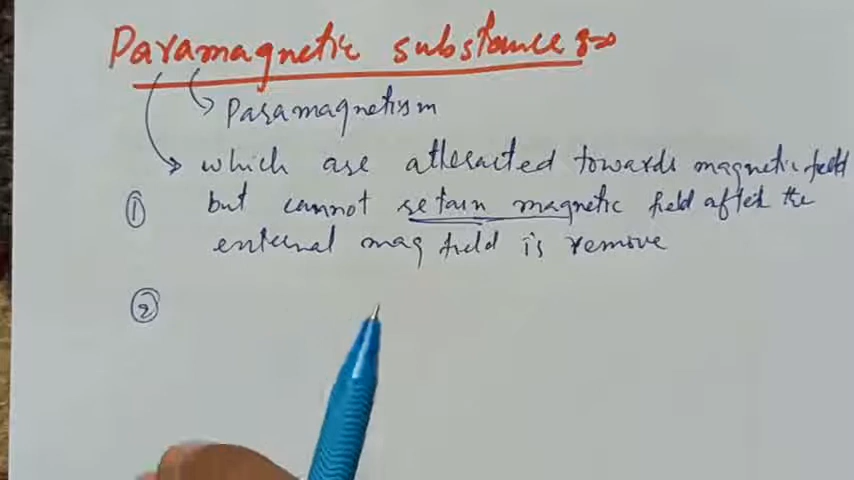 Paramagnetic substance :→
Paramagnetism
which are atteracted towards magnetic field
① but cannot retain magnetic field after the
external mag field is remove
②